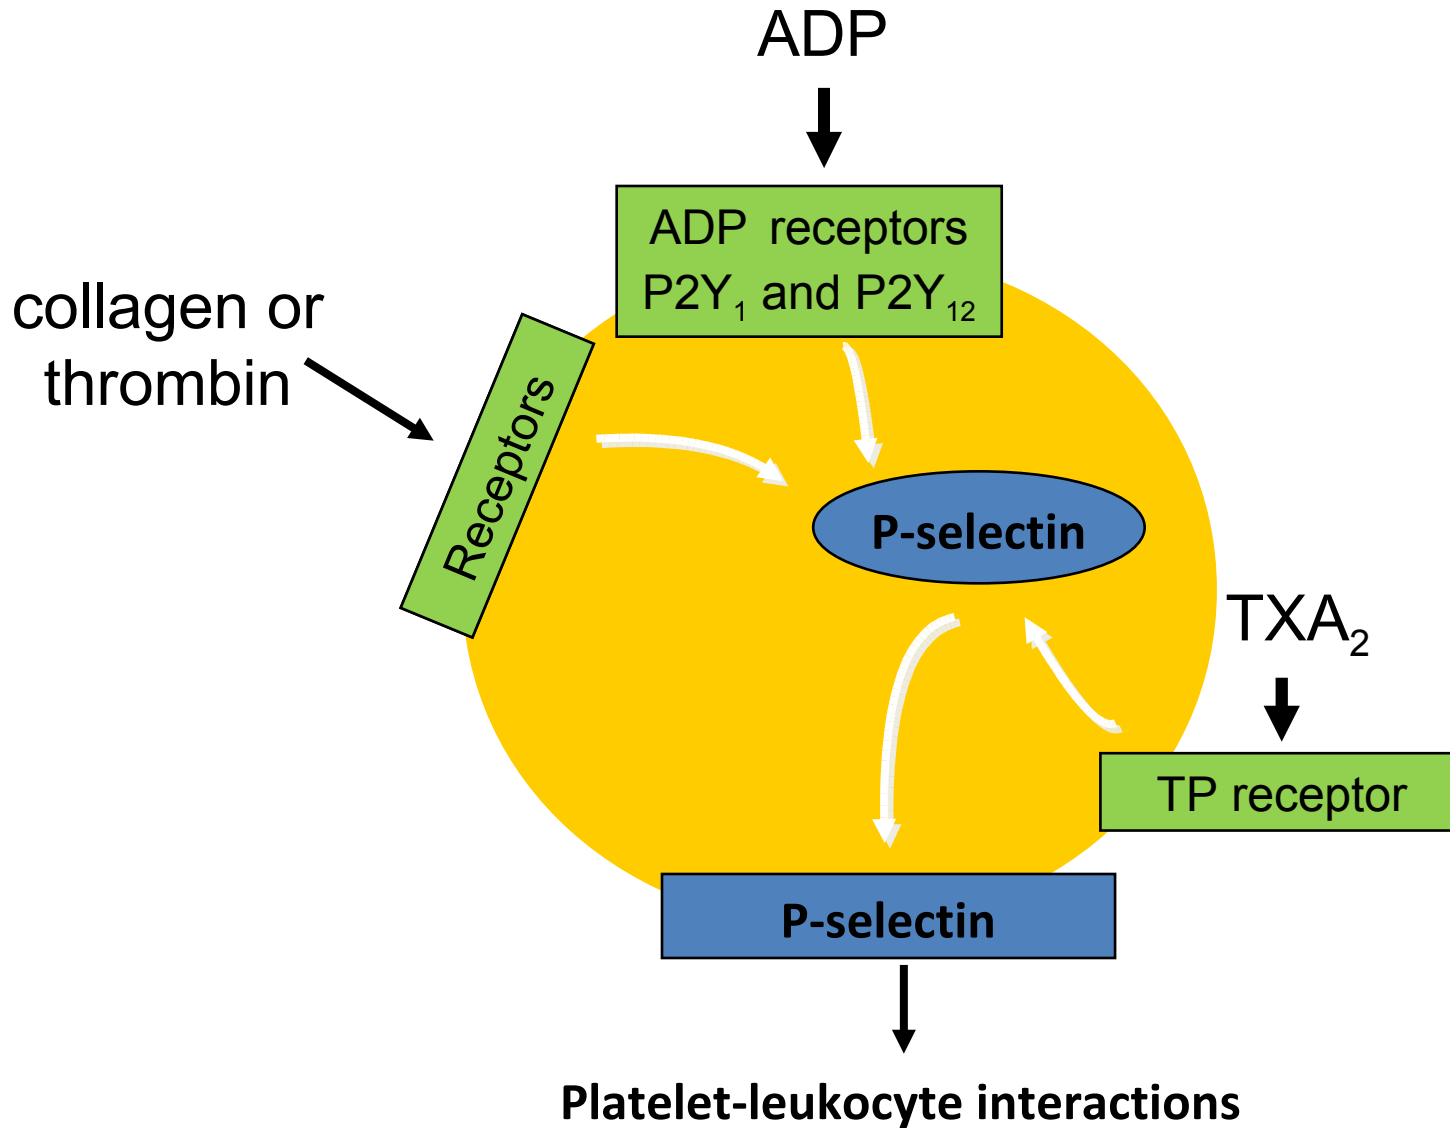 ADP
ADP receptors
P2Y₁ and P2Y₁₂
collagen or
thrombin
Receptors
P-selectin
TXA₂
TP receptor
P-selectin
Platelet-leukocyte interactions